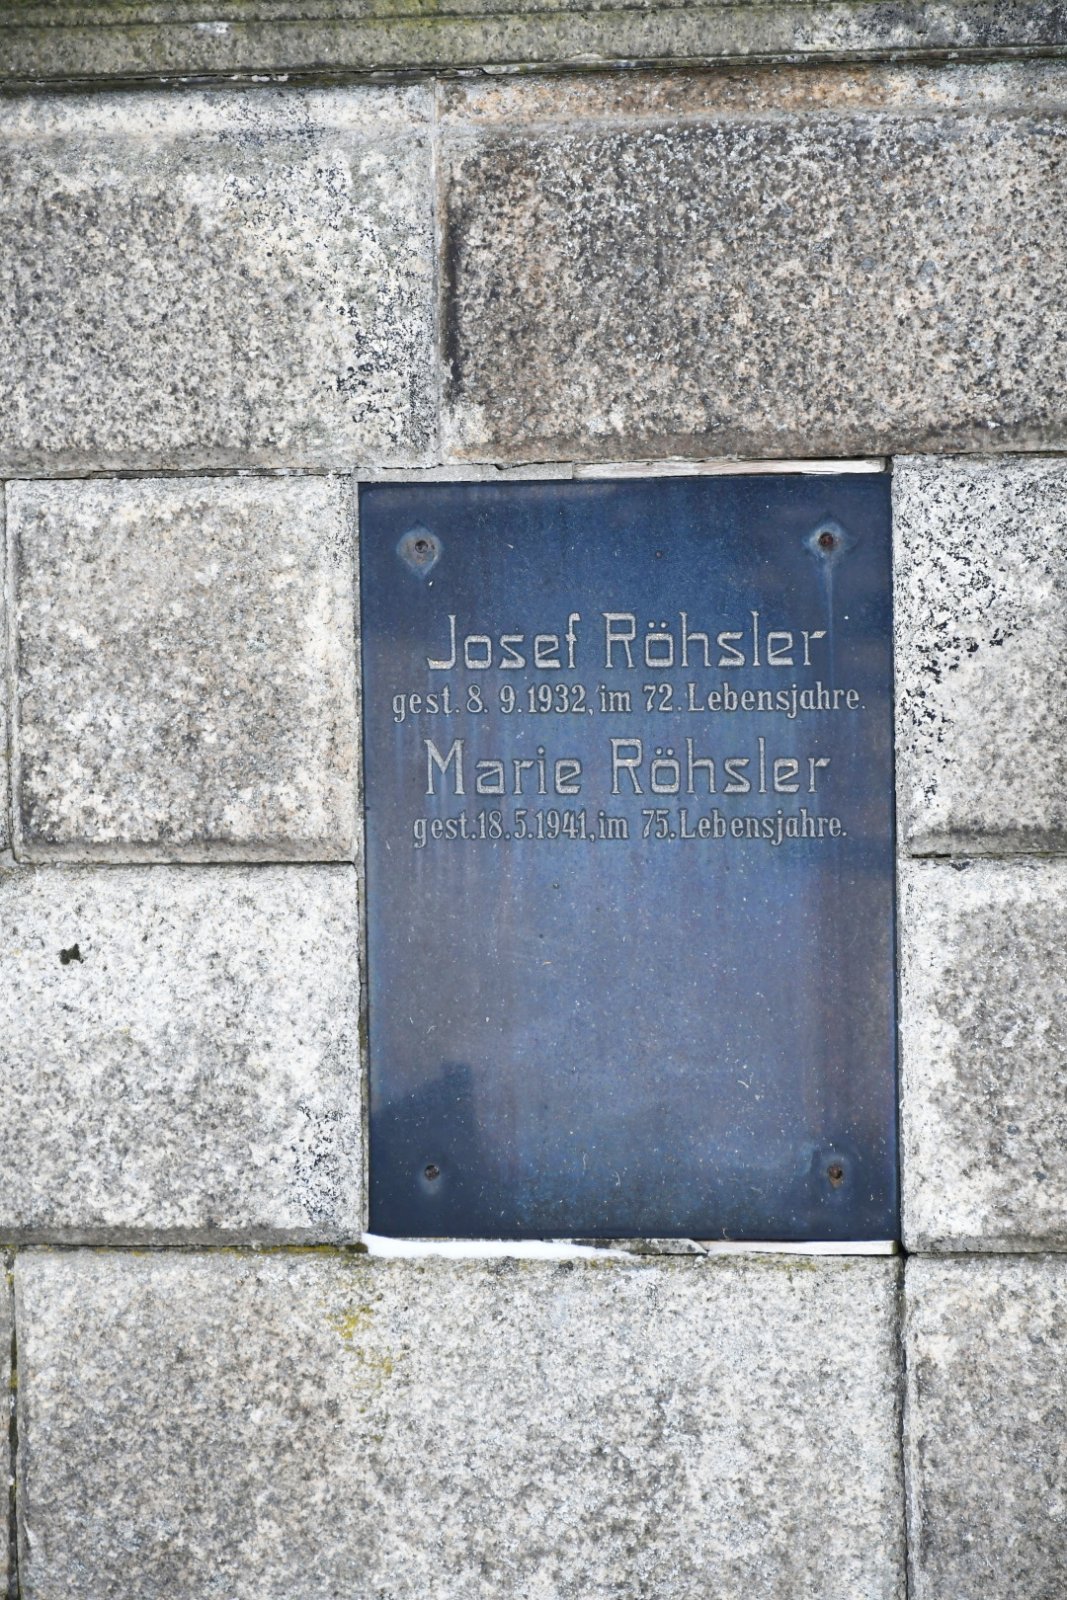 Josef Röhsler
gest. 8. 9. 1932, im 72. Lebensjahre.
Marie Röhsler
gest. 18. 5. 1941, im 75. Lebensjahre.